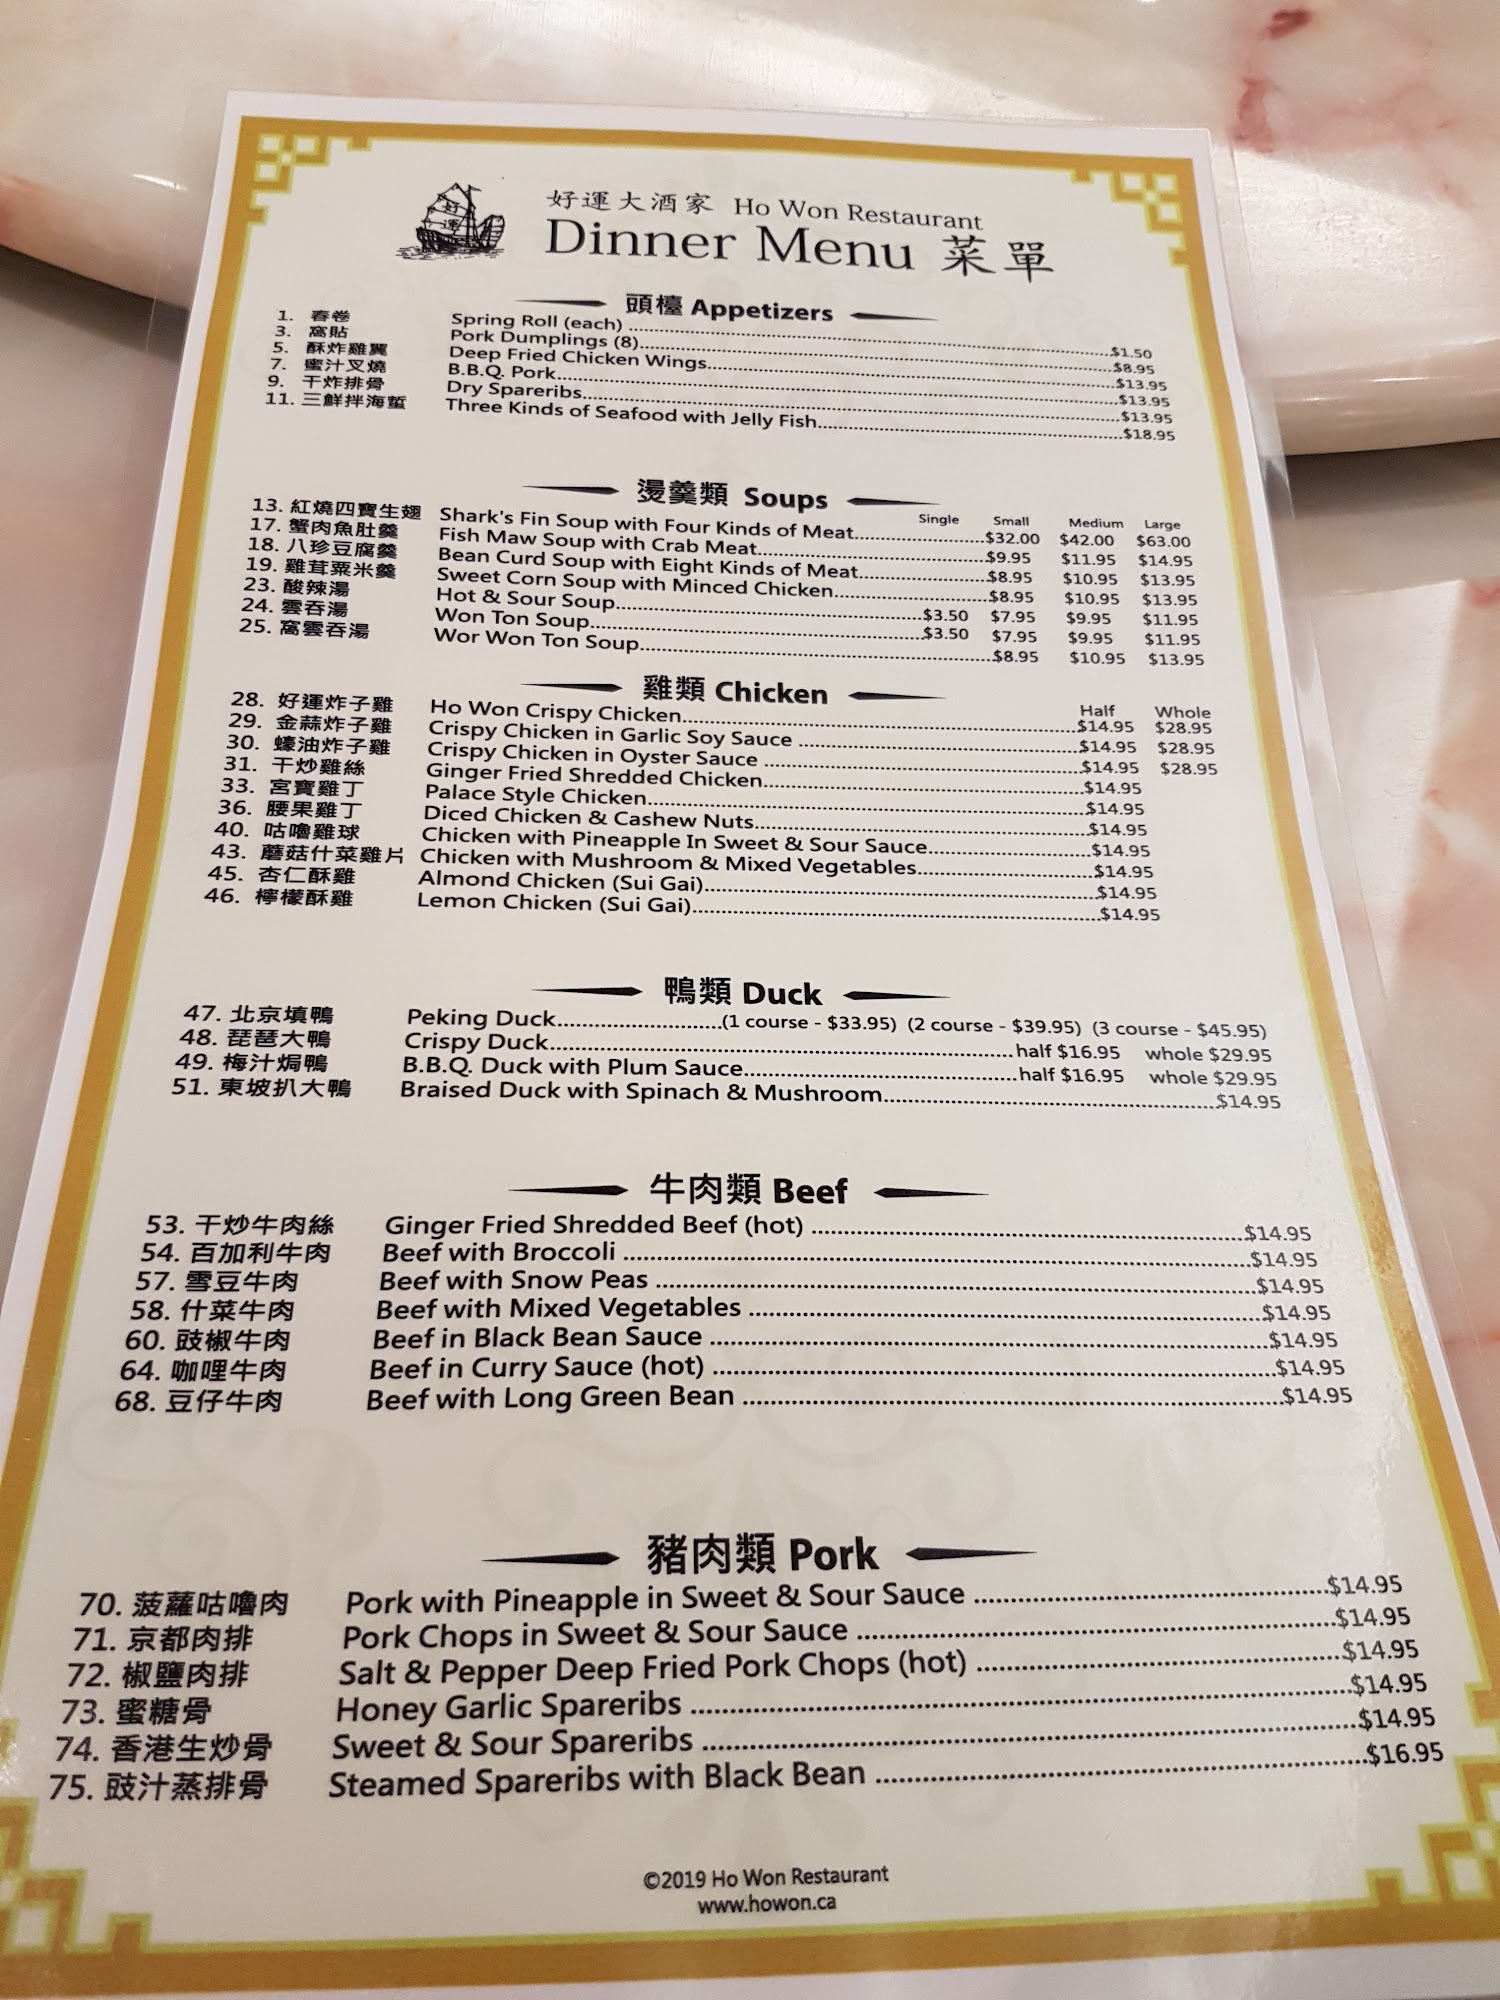 好運
好運大酒家 Ho Won Restaurant
Dinner Menu 菜單
頭檯 Appetizers
1. 春卷 Spring Roll (each) $1.50
3. 窩貼 Pork Dumplings (8) $8.95
5. 酥炸雞翼 Deep Fried Chicken Wings $13.95
7. 蜜汁叉燒 B.B.Q. Pork $13.95
9. 干炸排骨 Dry Spareribs $13.95
11. 三鮮拌海蜇 Three Kinds of Seafood with Jelly Fish $18.95
燙羹類 Soups
Single Small Medium Large
13. 紅燒四寶生翅 Shark's Fin Soup with Four Kinds of Meat $32.00 $42.00 $63.00
17. 蟹肉魚肚羹 Fish Maw Soup with Crab Meat $9.95 $11.95 $14.95
18. 八珍豆腐羹 Bean Curd Soup with Eight Kinds of Meat $8.95 $10.95 $13.95
19. 雞茸粟米羹 Sweet Corn Soup with Minced Chicken $8.95 $10.95 $13.95
23. 酸辣湯 Hot & Sour Soup $3.50 $7.95 $9.95 $11.95
24. 雲吞湯 Won Ton Soup $3.50 $7.95 $9.95 $11.95
25. 窩雲吞湯 Wor Won Ton Soup $8.95 $10.95 $13.95
雞類 Chicken
Half Whole
28. 好運炸子雞 Ho Won Crispy Chicken $14.95 $28.95
29. 金蒜炸子雞 Crispy Chicken in Garlic Soy Sauce $14.95 $28.95
30. 蠔油炸子雞 Crispy Chicken in Oyster Sauce $14.95 $28.95
31. 干炒雞絲 Ginger Fried Shredded Chicken $14.95
33. 宮寶雞丁 Palace Style Chicken $14.95
36. 腰果雞丁 Diced Chicken & Cashew Nuts $14.95
40. 咕嚕雞球 Chicken with Pineapple In Sweet & Sour Sauce $14.95
43. 蘑菇什菜雞片 Chicken with Mushroom & Mixed Vegetables $14.95
45. 杏仁酥雞 Almond Chicken (Sui Gai) $14.95
46. 檸檬酥雞 Lemon Chicken (Sui Gai) $14.95
鴨類 Duck
47. 北京填鴨 Peking Duck (1 course - $33.95) (2 course - $39.95) (3 course - $45.95)
48. 琵琶大鴨 Crispy Duck half $16.95 whole $29.95
49. 梅汁焗鴨 B.B.Q. Duck with Plum Sauce half $16.95 whole $29.95
51. 東坡扒大鴨 Braised Duck with Spinach & Mushroom $14.95
牛肉類 Beef
53. 干炒牛肉絲 Ginger Fried Shredded Beef (hot) $14.95
54. 百加利牛肉 Beef with Broccoli $14.95
57. 雪豆牛肉 Beef with Snow Peas $14.95
58. 什菜牛肉 Beef with Mixed Vegetables $14.95
60. 豉椒牛肉 Beef in Black Bean Sauce $14.95
64. 咖哩牛肉 Beef in Curry Sauce (hot) $14.95
68. 豆仔牛肉 Beef with Long Green Bean $14.95
豬肉類 Pork
70. 菠蘿咕嚕肉 Pork with Pineapple in Sweet & Sour Sauce $14.95
71. 京都肉排 Pork Chops in Sweet & Sour Sauce $14.95
72. 椒鹽肉排 Salt & Pepper Deep Fried Pork Chops (hot) $14.95
73. 蜜糖骨 Honey Garlic Spareribs $14.95
74. 香港生炒骨 Sweet & Sour Spareribs $14.95
75. 豉汁蒸排骨 Steamed Spareribs with Black Bean $16.95
©2019 Ho Won Restaurant
www.howon.ca